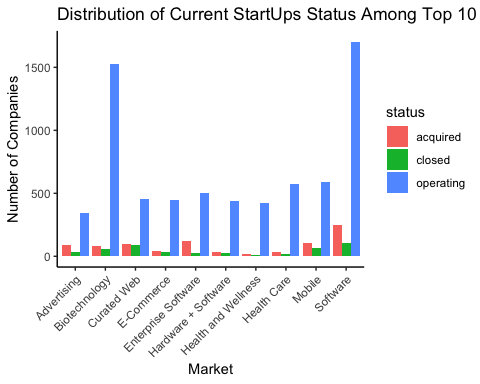 Distribution of Current StartUps Status Among Top 10
Number of Companies
1500
1000
500
0
Advertising
Biotechnology
Curated Web
E-Commerce
Enterprise Software
Hardware + Software
Health and Wellness
Health Care
Mobile
Software
Market
status
acquired
closed
operating